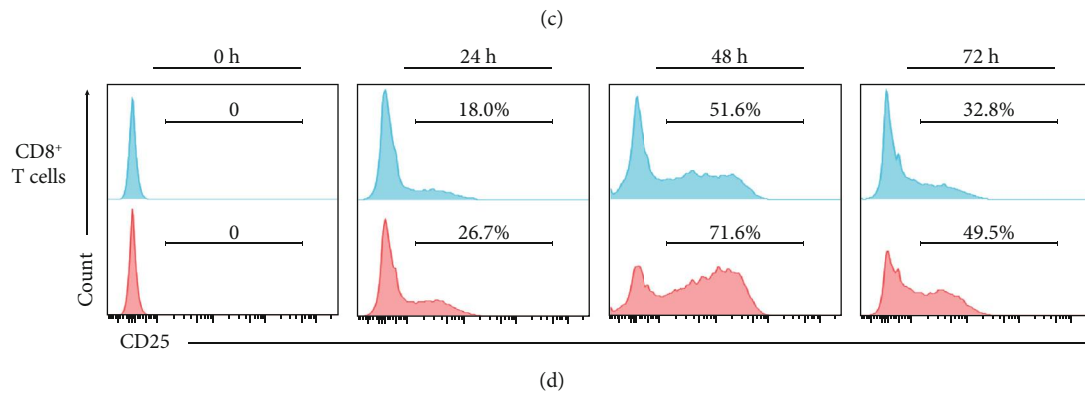 (c)
0 h 24 h 48 h 72 h
0 18.0% 51.6% 32.8%
CD8⁺
T cells
0 26.7% 71.6% 49.5%
Count
CD25
(d)